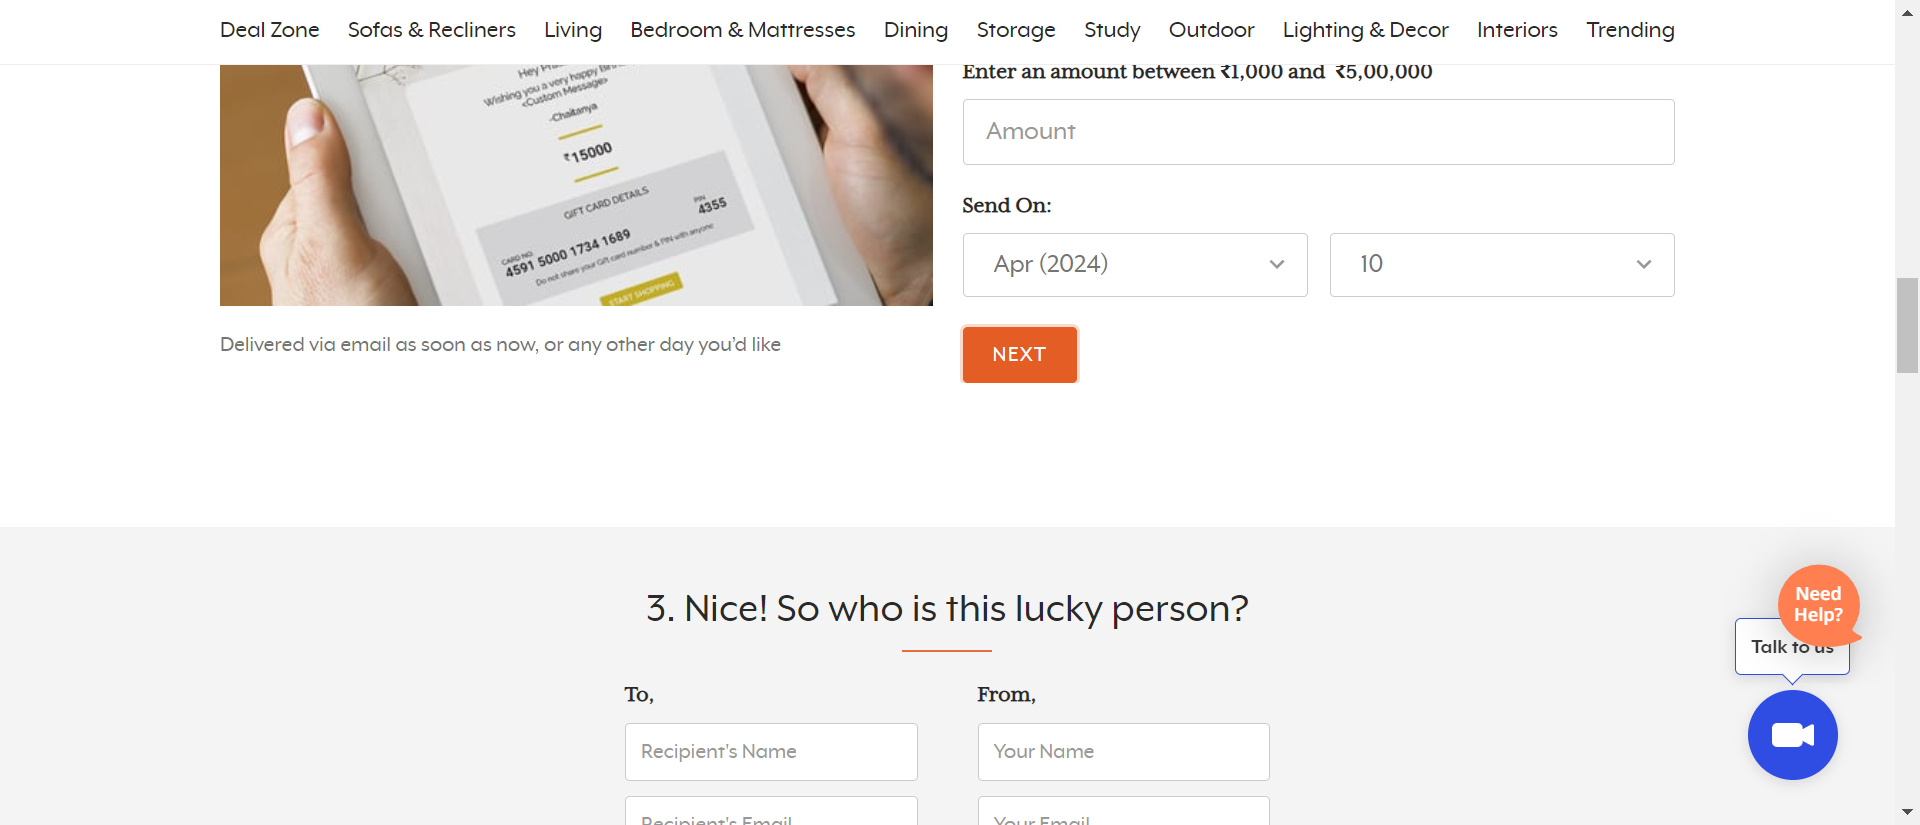 Deal Zone Sofas & Recliners Living Bedroom & Mattresses Dining Storage Study Outdoor Lighting & Decor Interiors Trending
Wishing you a very happy
<Custom Message>
-Chaitanya
₹15000
GIFT CARD DETAILS
CARD NO.
4591 5000 1734 1689
PIN
4355
Do not share your Gift card number & PIN with anyone
START SHOPPING
Delivered via email as soon as now, or any other day you'd like
Enter an amount between ₹1,000 and ₹5,00,000
Amount
Send On:
Apr (2024) 10
NEXT
3. Nice! So who is this lucky person?
To, From,
Recipient's Name Your Name
Recipient's Email Your Email
Need
Help?
Talk to us